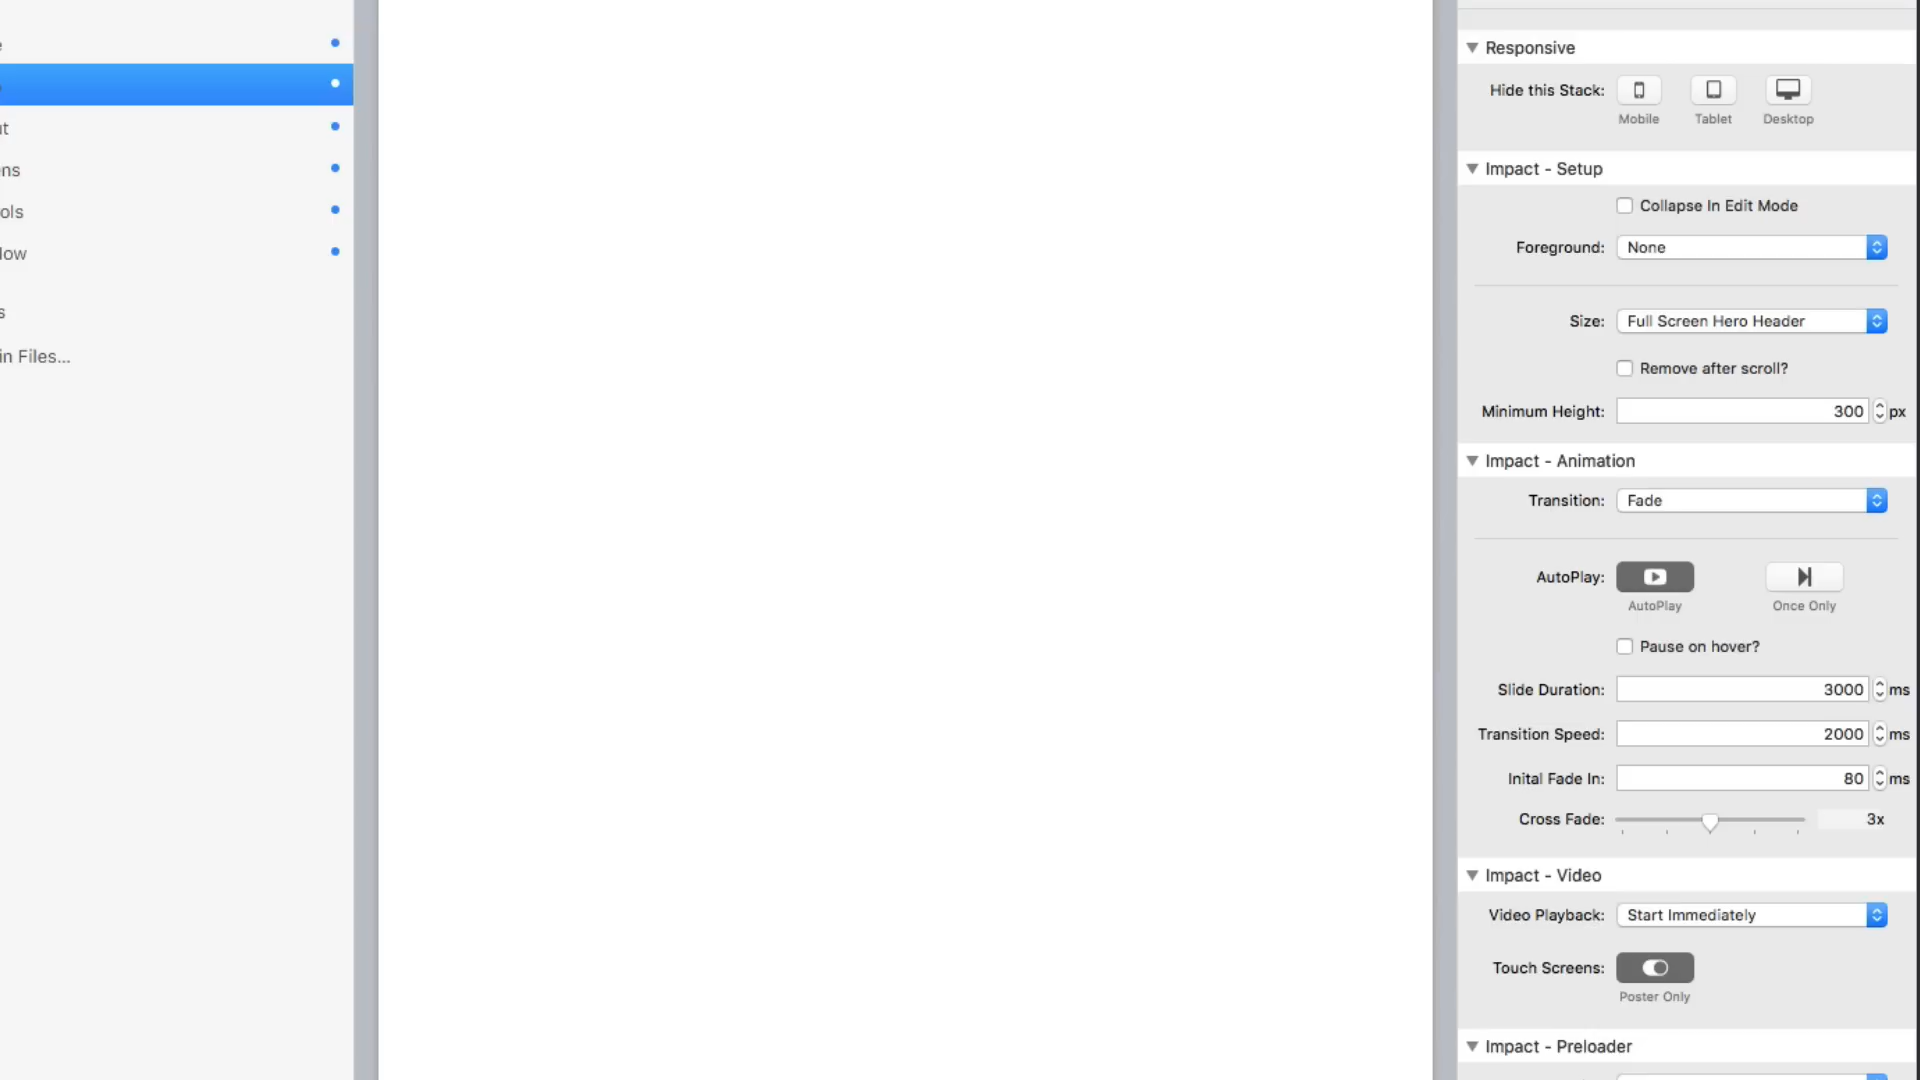 ens
ols
low
in Files...
Responsive
Hide this Stack:
Mobile Tablet Desktop
Impact - Setup
Collapse In Edit Mode
Foreground: None
Size: Full Screen Hero Header
Remove after scroll?
Minimum Height: 300 px
Impact - Animation
Transition: Fade
AutoPlay:
AutoPlay Once Only
Pause on hover?
Slide Duration: 3000 ms
Transition Speed: 2000 ms
Inital Fade In: 80 ms
Cross Fade: 3x
Impact - Video
Video Playback: Start Immediately
Touch Screens:
Poster Only
Impact - Preloader